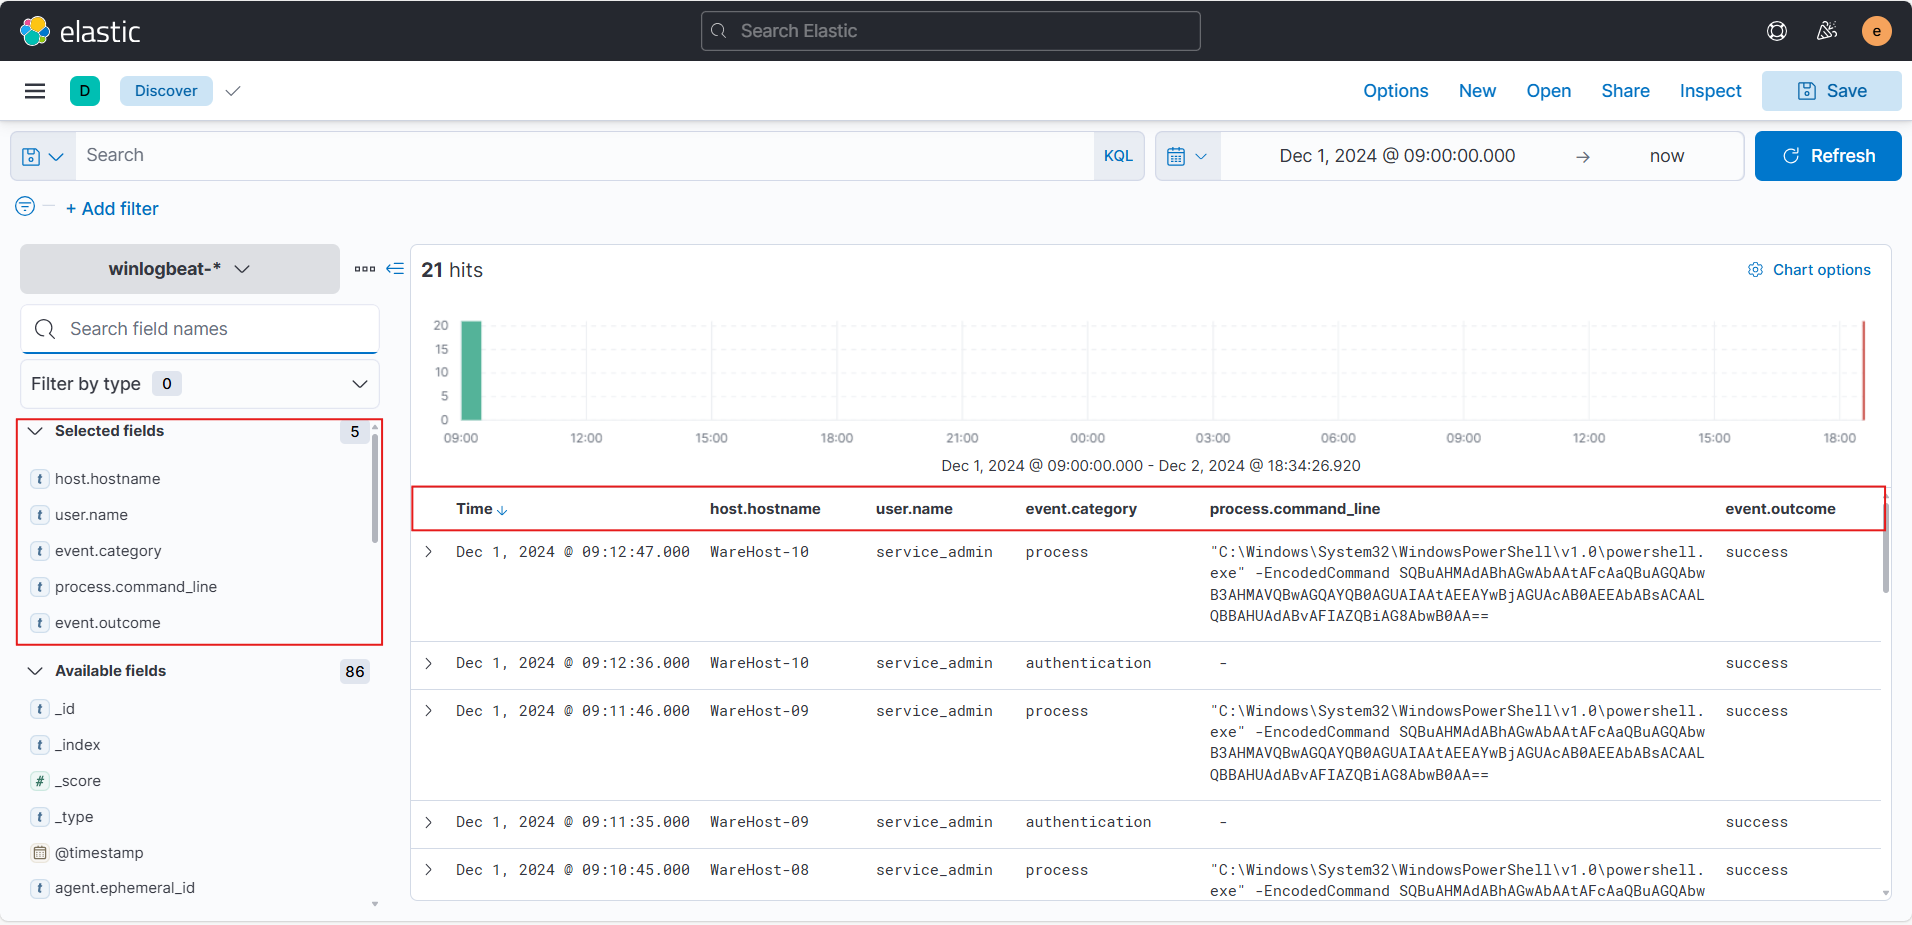 elastic
Search Elastic
e
D
Discover
Options
New
Open
Share
Inspect
Save
Search
KQL
Dec 1, 2024 @ 09:00:00.000
→
now
Refresh
+ Add filter
winlogbeat-*
21 hits
Chart options
Search field names
Filter by type 0
20
15
10
5
0
09:00 12:00 15:00 18:00 21:00 00:00 03:00 06:00 09:00 12:00 15:00 18:00
Dec 1, 2024 @ 09:00:00.000 - Dec 2, 2024 @ 18:34:26.920
Selected fields 5
t host.hostname
t user.name
t event.category
t process.command_line
t event.outcome
Available fields 86
t _id
t _index
# _score
t _type
@timestamp
t agent.ephemeral_id
Time ↓ host.hostname user.name event.category process.command_line event.outcome
Dec 1, 2024 @ 09:12:47.000 WareHost-10 service_admin process "C:\Windows\System32\WindowsPowerShell\v1.0\powershell. success
exe" -EncodedCommand SQBuAHMAdABhAGwAbAAtAFcAaQBuAGQAbw
B3AHMAVQBwAGQAYQB0AGUAIAAtAEEAYwBjAGUAcAB0AEEAbABsACAAL
QBBAHUAdABvAFIAZQBiAG8AbwB0AA==
Dec 1, 2024 @ 09:12:36.000 WareHost-10 service_admin authentication - success
Dec 1, 2024 @ 09:11:46.000 WareHost-09 service_admin process "C:\Windows\System32\WindowsPowerShell\v1.0\powershell. success
exe" -EncodedCommand SQBuAHMAdABhAGwAbAAtAFcAaQBuAGQAbw
B3AHMAVQBwAGQAYQB0AGUAIAAtAEEAYwBjAGUAcAB0AEEAbABsACAAL
QBBAHUAdABvAFIAZQBiAG8AbwB0AA==
Dec 1, 2024 @ 09:11:35.000 WareHost-09 service_admin authentication - success
Dec 1, 2024 @ 09:10:45.000 WareHost-08 service_admin process "C:\Windows\System32\WindowsPowerShell\v1.0\powershell. success
exe" -EncodedCommand SQBuAHMAdABhAGwAbAAtAFcAaQBuAGQAbw